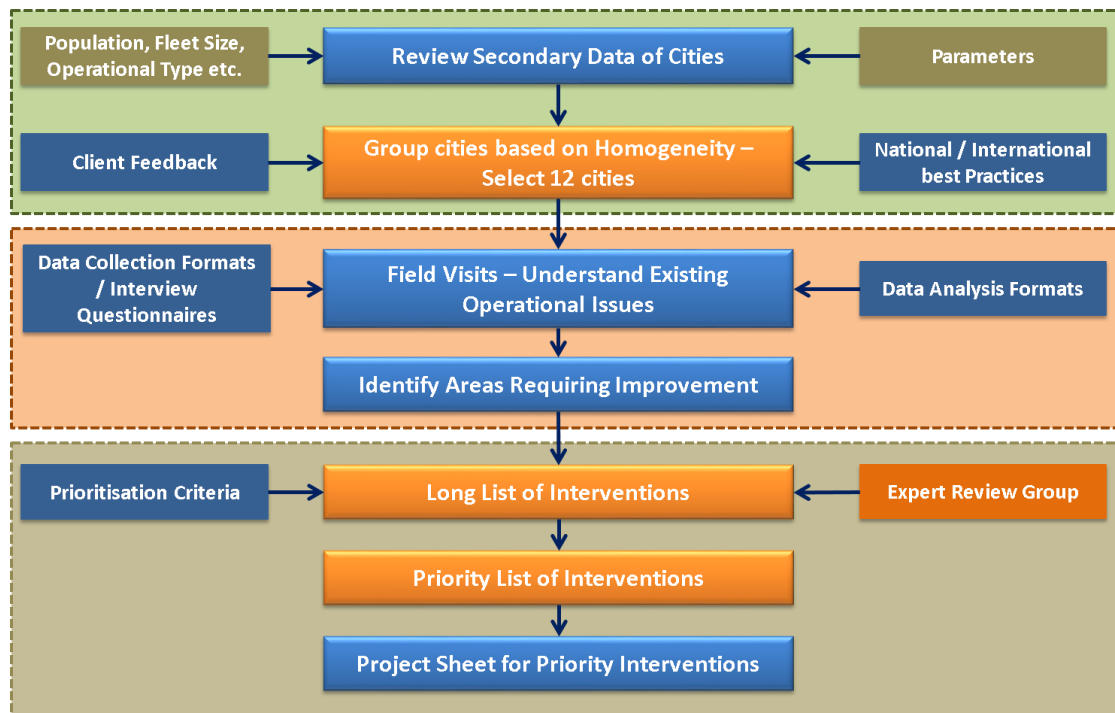 Population, Fleet Size,
Operational Type etc.
Review Secondary Data of Cities
Parameters
Client Feedback
Group cities based on Homogeneity –
Select 12 cities
National / International
best Practices
Data Collection Formats
/ Interview
Questionnaires
Field Visits – Understand Existing
Operational Issues
Data Analysis Formats
Identify Areas Requiring Improvement
Prioritisation Criteria
Long List of Interventions
Expert Review Group
Priority List of Interventions
Project Sheet for Priority Interventions